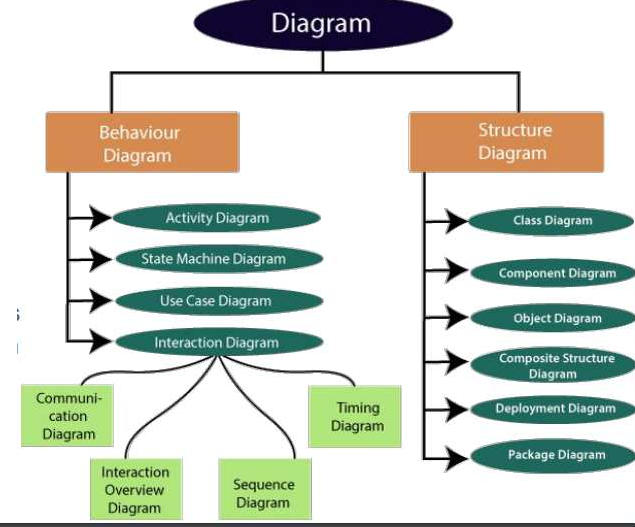 Diagram
Behaviour
Diagram
Structure
Diagram
Activity Diagram
State Machine Diagram
Use Case Diagram
Interaction Diagram
Class Diagram
Component Diagram
Object Diagram
Composite Structure
Diagram
Deployment Diagram
Package Diagram
Communi-
cation
Diagram
Interaction
Overview
Diagram
Sequence
Diagram
Timing
Diagram